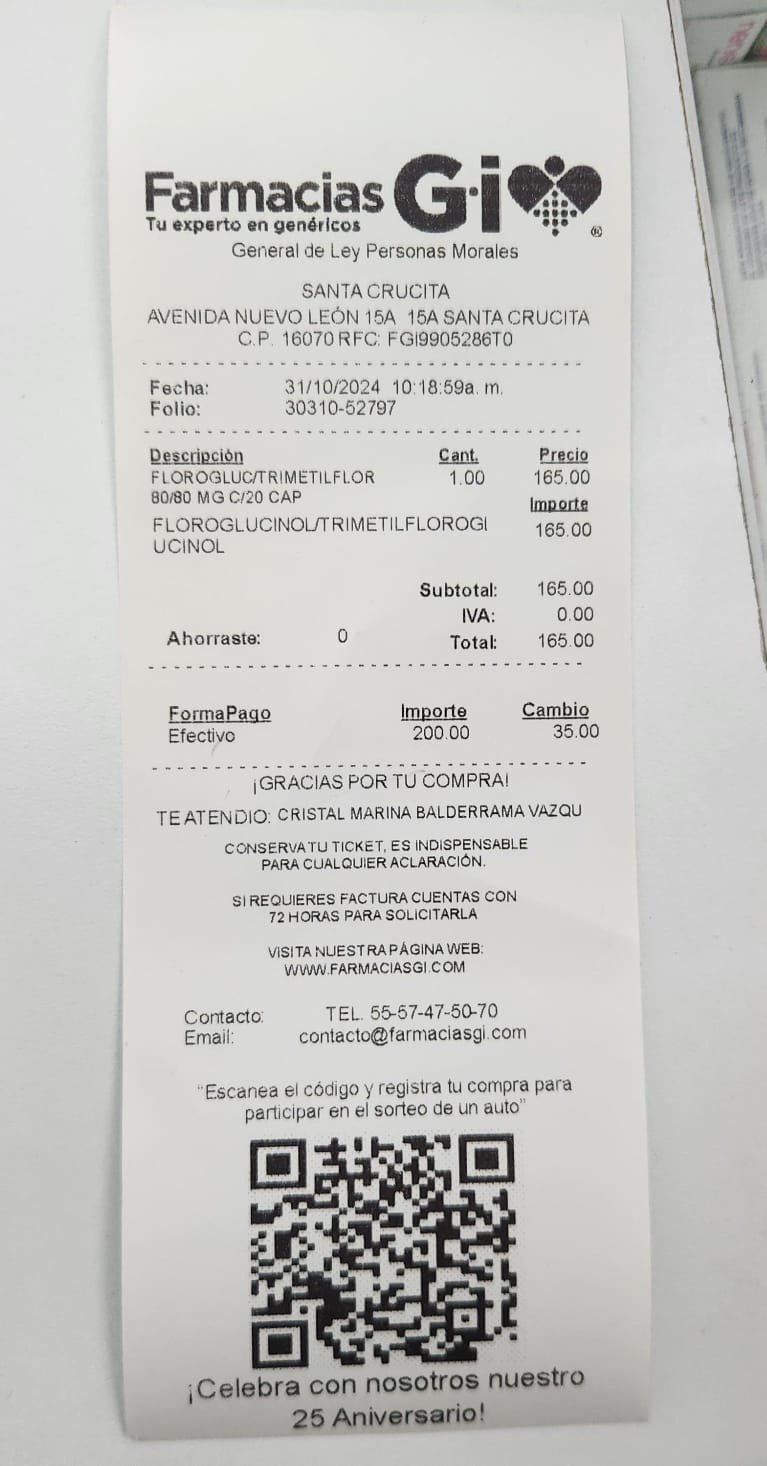 Farmacias Gi
Tu experto en genéricos
®
General de Ley Personas Morales
SANTA CRUCITA
AVENIDA NUEVO LEÓN 15A 15A SANTA CRUCITA
C.P. 16070 RFC: FGI9905286T0
Fecha: 31/10/2024 10:18:59a. m.
Folio: 30310-52797
Descripción Cant. Precio
FLOROGLUC/TRIMETILFLOR 1.00 165.00
80/80 MG C/20 CAP
Importe
FLOROGLUCINOL/TRIMETILFLOROGL 165.00
UCINOL
Subtotal: 165.00
IVA: 0.00
Ahorraste: 0 Total: 165.00
FormaPago Importe Cambio
Efectivo 200.00 35.00
¡GRACIAS POR TU COMPRA!
TE ATENDIO: CRISTAL MARINA BALDERRAMA VAZQU
CONSERVA TU TICKET, ES INDISPENSABLE
PARA CUALQUIER ACLARACIÓN.
SI REQUIERES FACTURA CUENTAS CON
72 HORAS PARA SOLICITARLA
VISITA NUESTRA PÁGINA WEB:
WWW.FARMACIASGI.COM
Contacto: TEL. 55-57-47-50-70
Email: contacto@farmaciasgi.com
"Escanea el código y registra tu compra para
participar en el sorteo de un auto"
¡Celebra con nosotros nuestro
25 Aniversario!